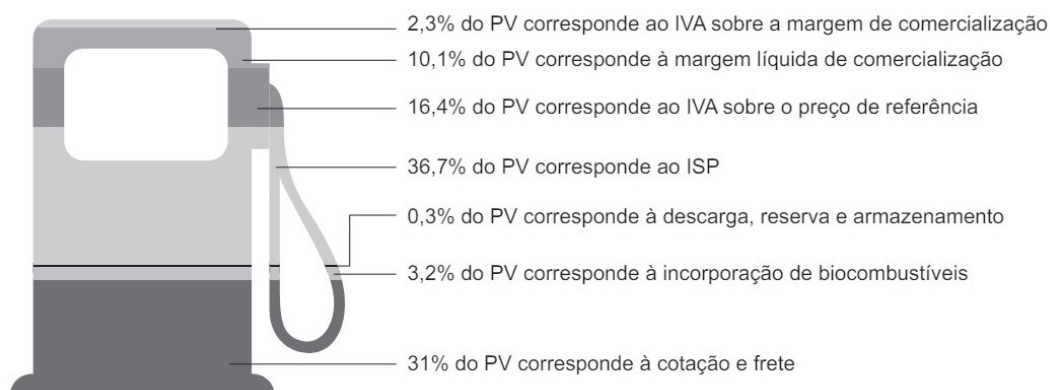 2,3% do PV corresponde ao IVA sobre a margem de comercialização
10,1% do PV corresponde à margem líquida de comercialização
16,4% do PV corresponde ao IVA sobre o preço de referência
36,7% do PV corresponde ao ISP
0,3% do PV corresponde à descarga, reserva e armazenamento
3,2% do PV corresponde à incorporação de biocombustíveis
31% do PV corresponde à cotação e frete